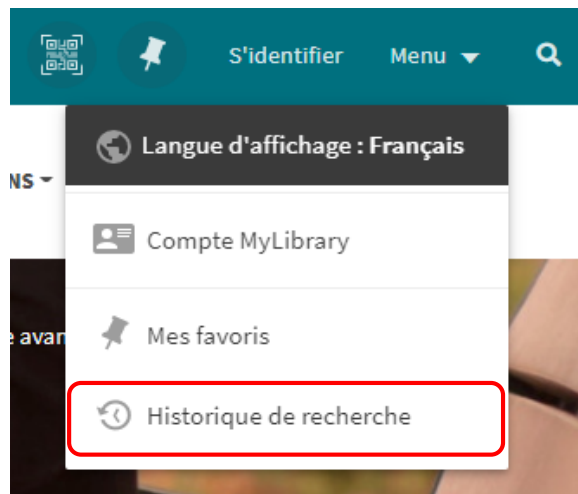 S'identifier Menu
Langue d'affichage : Français
NS
Compte MyLibrary
Mes favoris
e avan
Historique de recherche